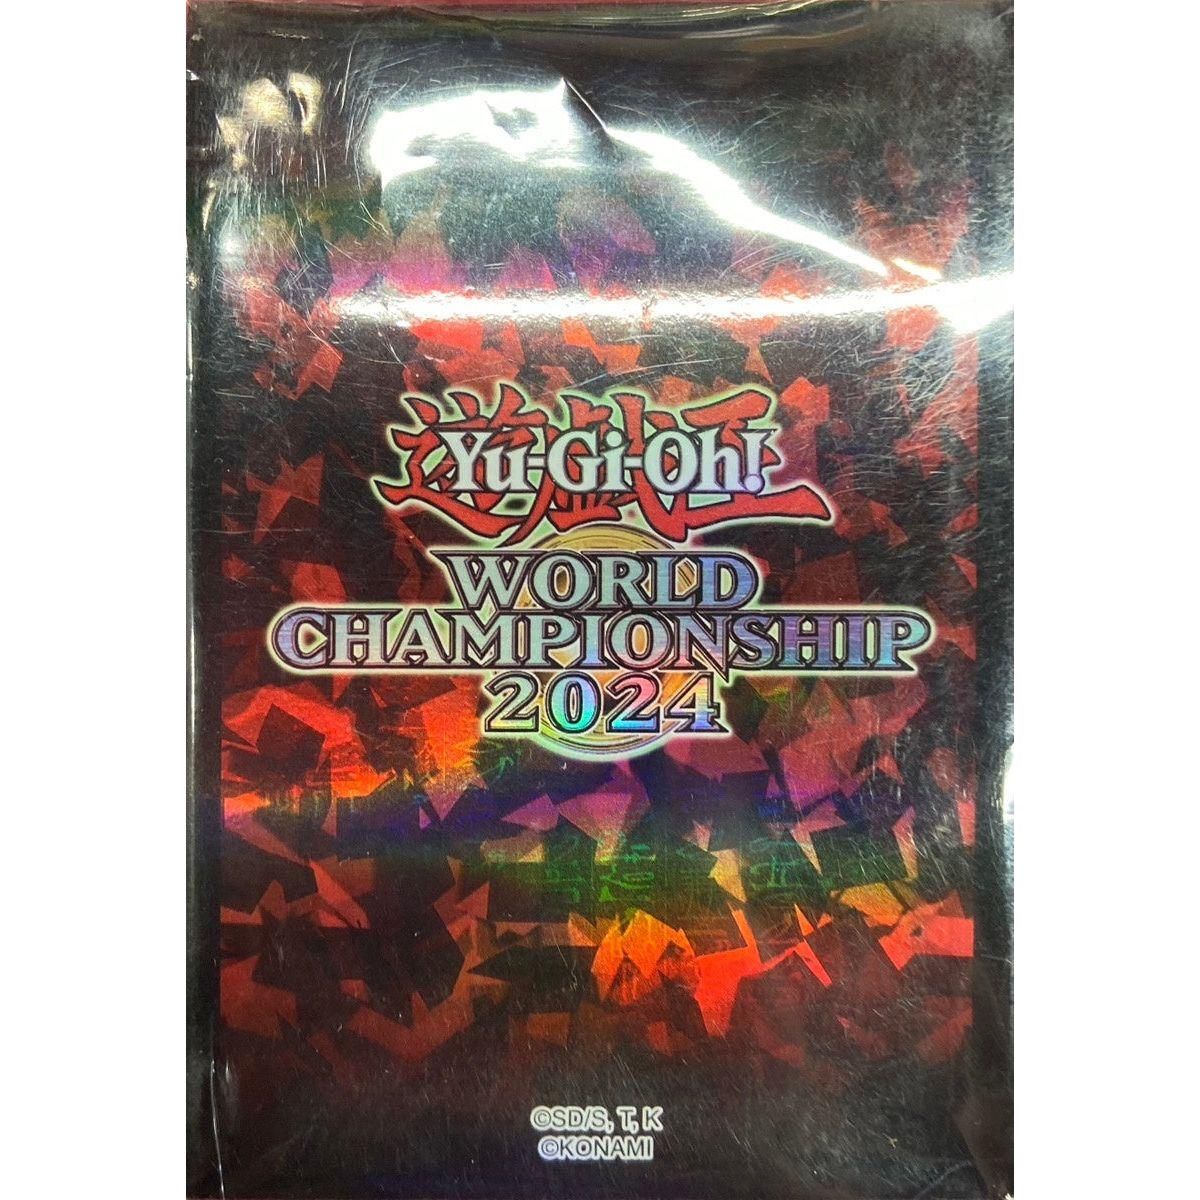 遊戯王
Yu-Gi-Oh!
WORLD
CHAMPIONSHIP
2024
©SD/S, T, K
©KONAMI